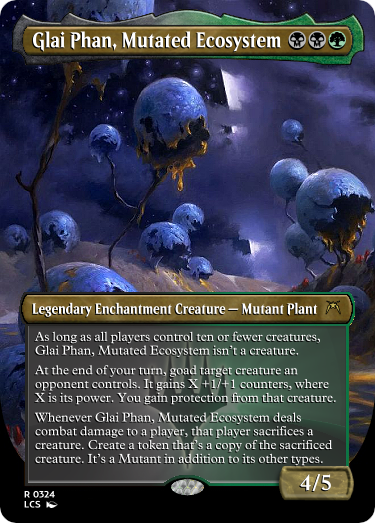 Glai Phan, Mutated Ecosystem
Legendary Enchantment Creature — Mutant Plant
As long as all players control ten or fewer creatures,
Glai Phan, Mutated Ecosystem isn't a creature.
At the end of your turn, goad target creature an
opponent controls. It gains X +1/+1 counters, where
X is its power. You gain protection from that creature.
Whenever Glai Phan, Mutated Ecosystem deals
combat damage to a player, that player sacrifices a
creature. Create a token that's a copy of the sacrificed
creature. It's a Mutant in addition to its other types.
4/5
R 0324
LCS